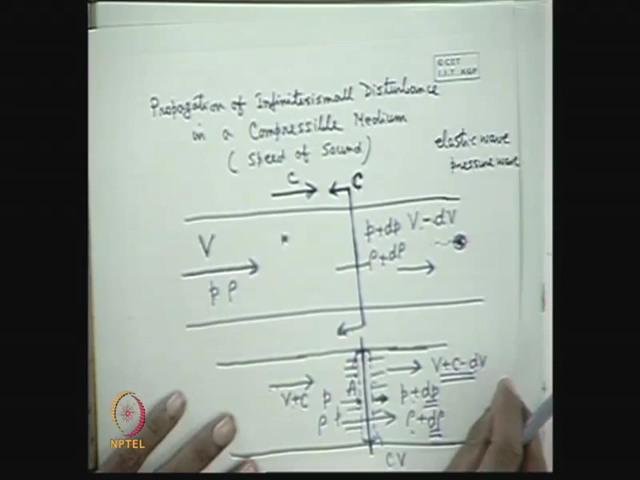 ©CET
I.I.T. KGP
Propagation of Infinitesismall Disturbance
in a Compressible Medium
(Speed of Sound)
elastic wave
pressure wave
C
C
V
p ρ
p+dp V-dV
ρ+dρ
V+C
p
ρ
A
A
V+C-dV
p+dp
ρ+dρ
CV
NPTEL